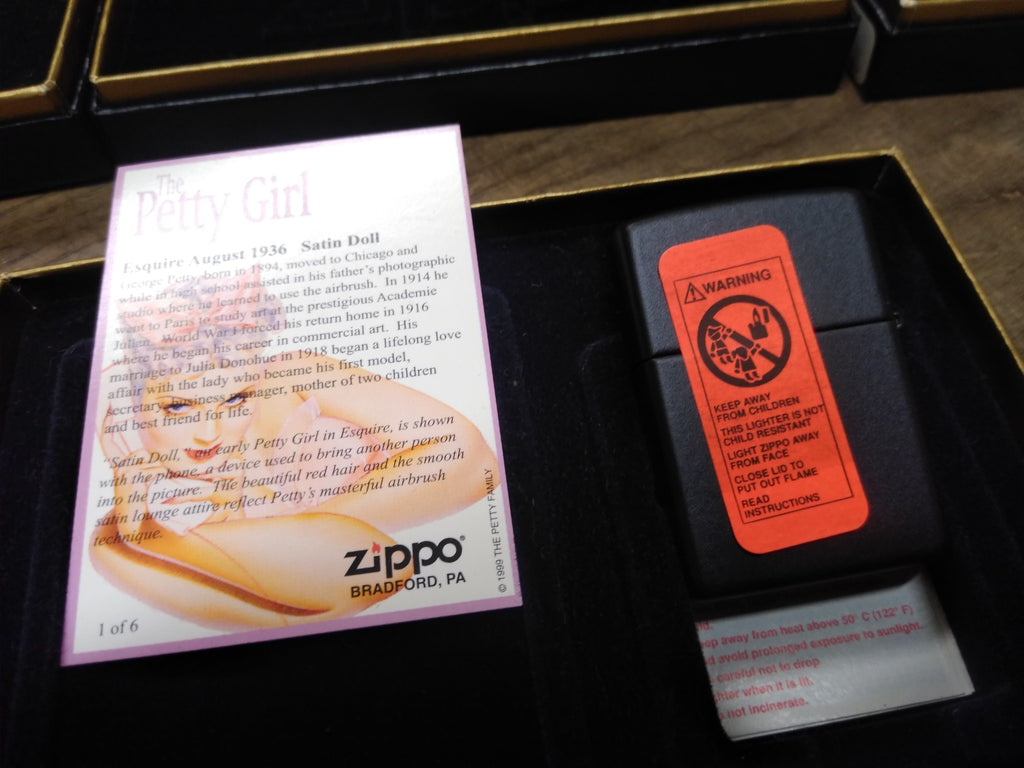 The
Petty Girl
Esquire August 1936 Satin Doll
George Petty, born in 1894, moved to Chicago and
while in high school assisted in his father's photographic
studio where he learned to use the airbrush. In 1914 he
went to Paris to study art at the prestigious Academie
Julian. World War I forced his return home in 1916
where he began his career in commercial art. His
marriage to Julia Donohue in 1918 began a lifelong love
affair with the lady who became his first model,
secretary, business manager, mother of two children
and best friend for life.
"Satin Doll," an early Petty Girl in Esquire, is shown
with the phone, a device used to bring another person
into the picture. The beautiful red hair and the smooth
satin lounge attire reflect Petty's masterful airbrush
technique.
zippo®
BRADFORD, PA
1 of 6
© 1999 THE PETTY FAMILY
WARNING
KEEP AWAY
FROM CHILDREN
THIS LIGHTER IS NOT
CHILD RESISTANT
LIGHT ZIPPO AWAY
FROM FACE
CLOSE LID TO
PUT OUT FLAME
READ
INSTRUCTIONS
away from heat above 50° C (122° F)
avoid prolonged exposure to sunlight.
careful not to drop
when it is lit.
not incinerate.